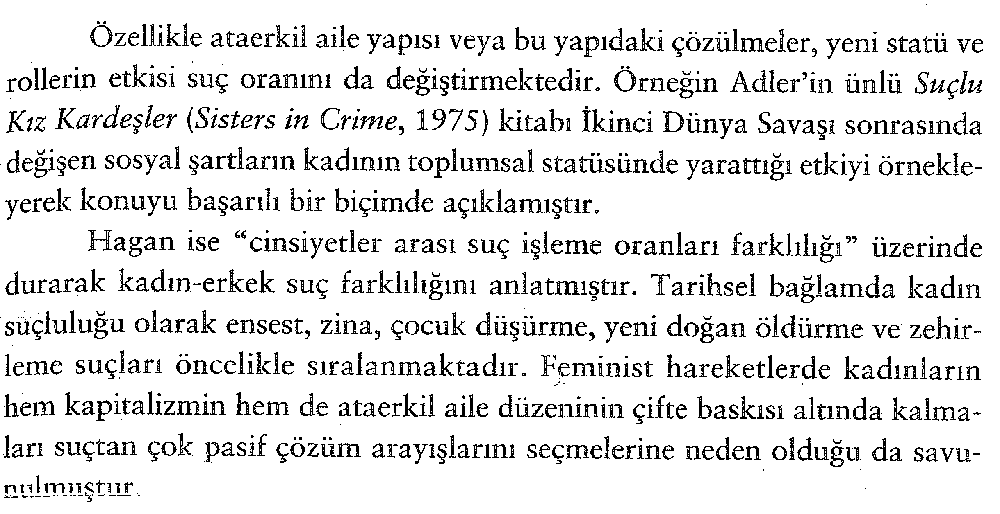 Özellikle ataerkil aile yapısı veya bu yapıdaki çözülmeler, yeni statü ve
rollerin etkisi suç oranını da değiştirmektedir. Örneğin Adler’in ünlü Suçlu
Kız Kardeşler (Sisters in Crime, 1975) kitabı İkinci Dünya Savaşı sonrasında
değişen sosyal şartların kadının toplumsal statüsünde yarattığı etkiyi örnekle-
yerek konuyu başarılı bir biçimde açıklamıştır.
Hagan ise “cinsiyetler arası suç işleme oranları farklılığı” üzerinde
durarak kadın-erkek suç farklılığını anlatmıştır. Tarihsel bağlamda kadın
suçluluğu olarak ensest, zina, çocuk düşürme, yeni doğan öldürme ve zehir-
leme suçları öncelikle sıralanmaktadır. Feminist hareketlerde kadınların
hem kapitalizmin hem de ataerkil aile düzeninin çifte baskısı altında kalma-
ları suçtan çok pasif çözüm arayışlarını seçmelerine neden olduğu da savu-
nulmuştur.